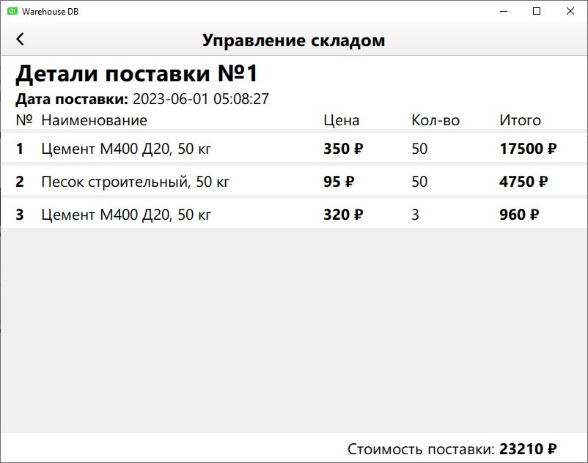 Warehouse DB
Управление складом
Детали поставки №1
Дата поставки: 2023-06-01 05:08:27
№ Наименование Цена Кол-во Итого
1 Цемент М400 Д20, 50 кг 350 ₽ 50 17500 ₽
2 Песок строительный, 50 кг 95 ₽ 50 4750 ₽
3 Цемент М400 Д20, 50 кг 320 ₽ 3 960 ₽
Стоимость поставки: 23210 ₽